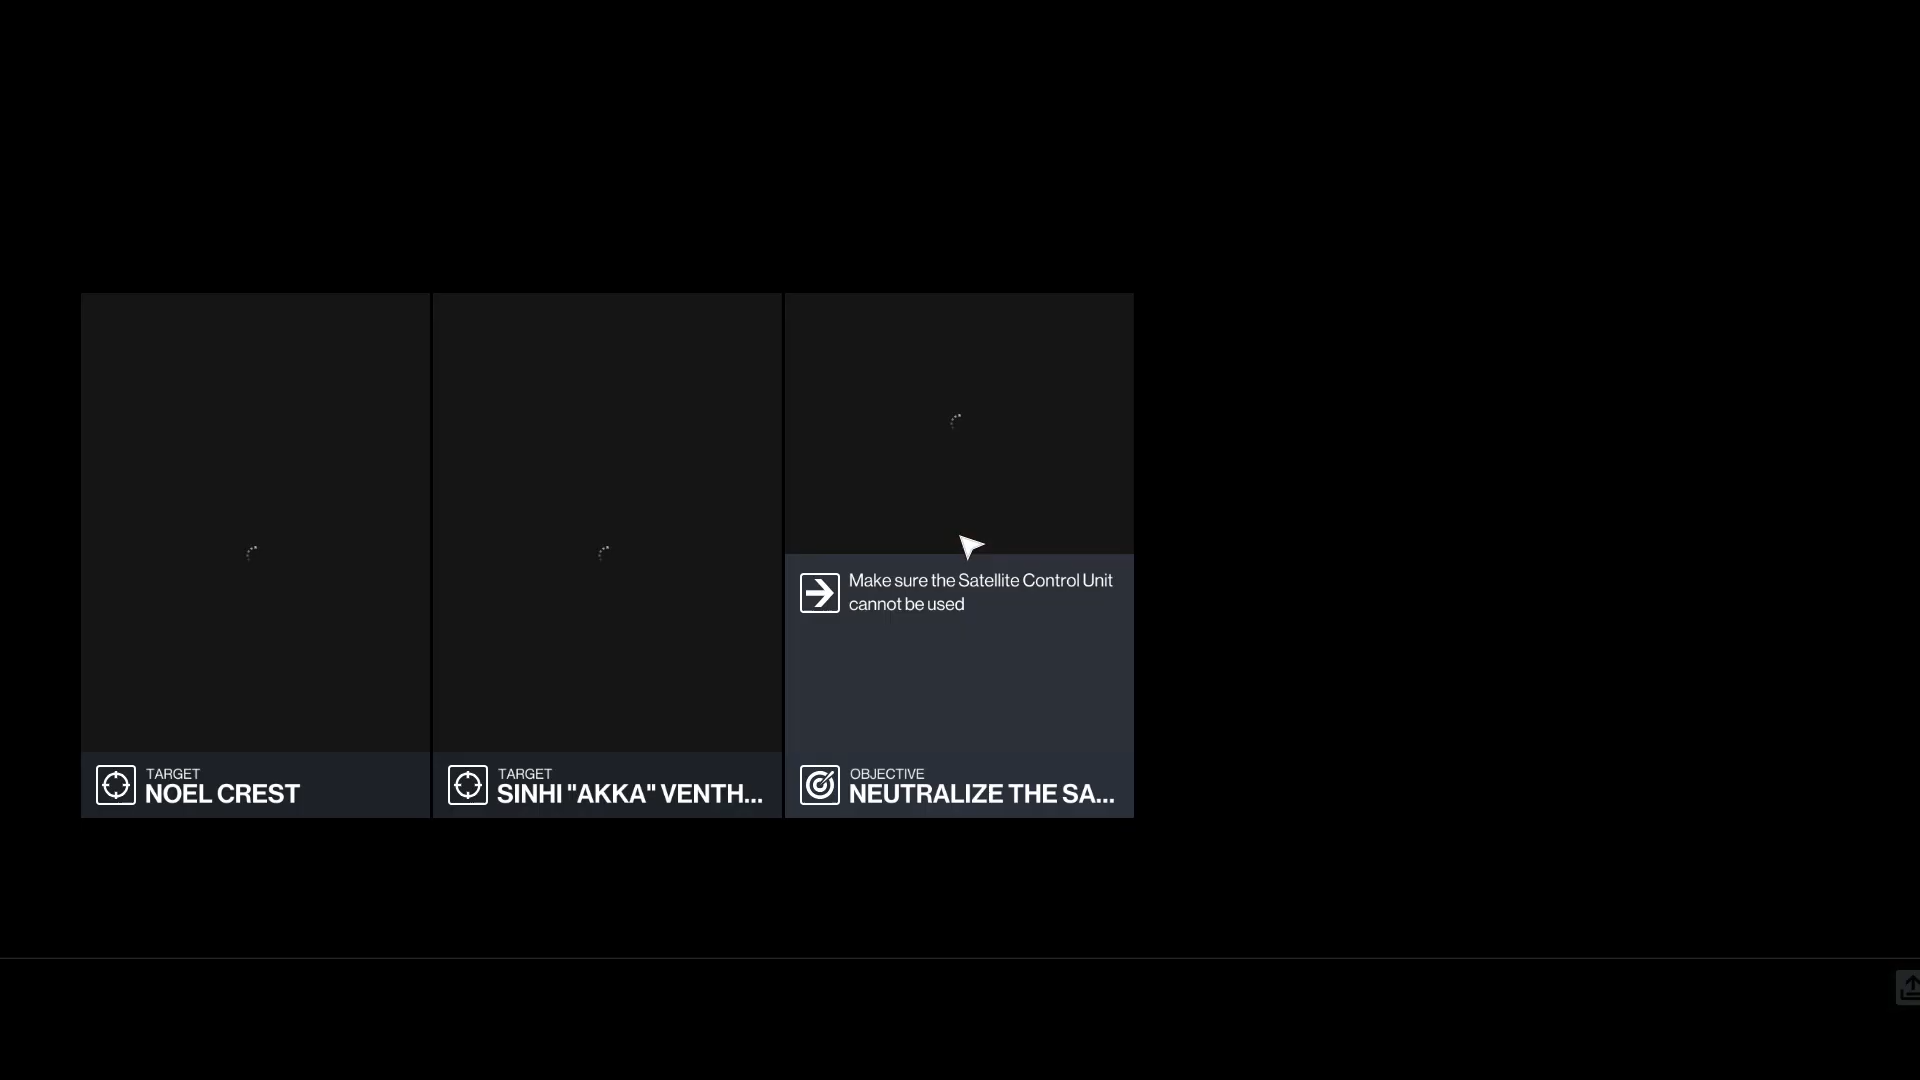 Make sure the Satellite Control Unit
cannot be used
TARGET
NOEL CREST
TARGET
SINHI "AKKA" VENTH...
OBJECTIVE
NEUTRALIZE THE SA...